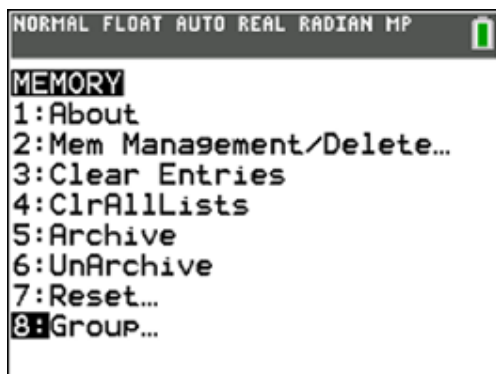 NORMAL FLOAT AUTO REAL RADIAN MP
MEMORY
1:About
2:Mem Management/Delete…
3:Clear Entries
4:ClrAllLists
5:Archive
6:UnArchive
7:Reset…
8:Group…